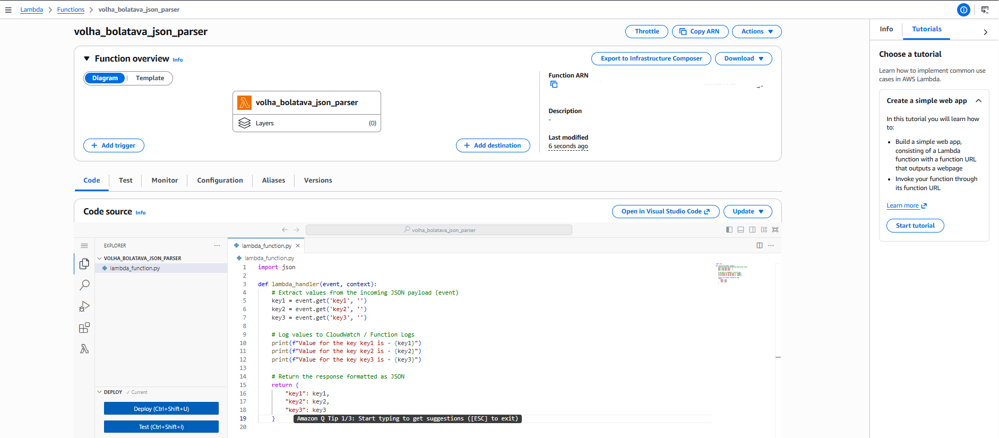 Lambda
Functions
volha_bolatava_json_parser
volha_bolatava_json_parser
Throttle
Copy ARN
Actions
Function overview Info
Export to Infrastructure Composer
Download
Diagram
Template
volha_bolatava_json_parser
Layers
(0)
+ Add trigger
+ Add destination
Function ARN
Description
-
Last modified
6 seconds ago
Code
Test
Monitor
Configuration
Aliases
Versions
Code source Info
Open in Visual Studio Code
Update
volha_bolatava_json_parser
EXPLORER
VOLHA_BOLATAVA_JSON_PARSER
lambda_function.py
DEPLOY ✓ Current
Deploy (Ctrl+Shift+U)
Test (Ctrl+Shift+I)
lambda_function.py
lambda_function.py
1 import json
2
3 def lambda_handler(event, context):
4 # Extract values from the incoming JSON payload (event)
5 key1 = event.get('key1', '')
6 key2 = event.get('key2', '')
7 key3 = event.get('key3', '')
8
9 # Log values to CloudWatch / Function Logs
10 print(f"Value for the key key1 is - {key1}")
11 print(f"Value for the key key2 is - {key2}")
12 print(f"Value for the key key3 is - {key3}")
13
14 # Return the response formatted as JSON
15 return {
16 "key1": key1,
17 "key2": key2,
18 "key3": key3
19 } Amazon Q Tip 1/3: Start typing to get suggestions ([ESC] to exit)
20
Info
Tutorials
Choose a tutorial
Learn how to implement common use
cases in AWS Lambda.
Create a simple web app
In this tutorial you will learn how
to:
• Build a simple web app,
consisting of a Lambda
function with a function URL
that outputs a webpage
• Invoke your function through
its function URL
Learn more
Start tutorial